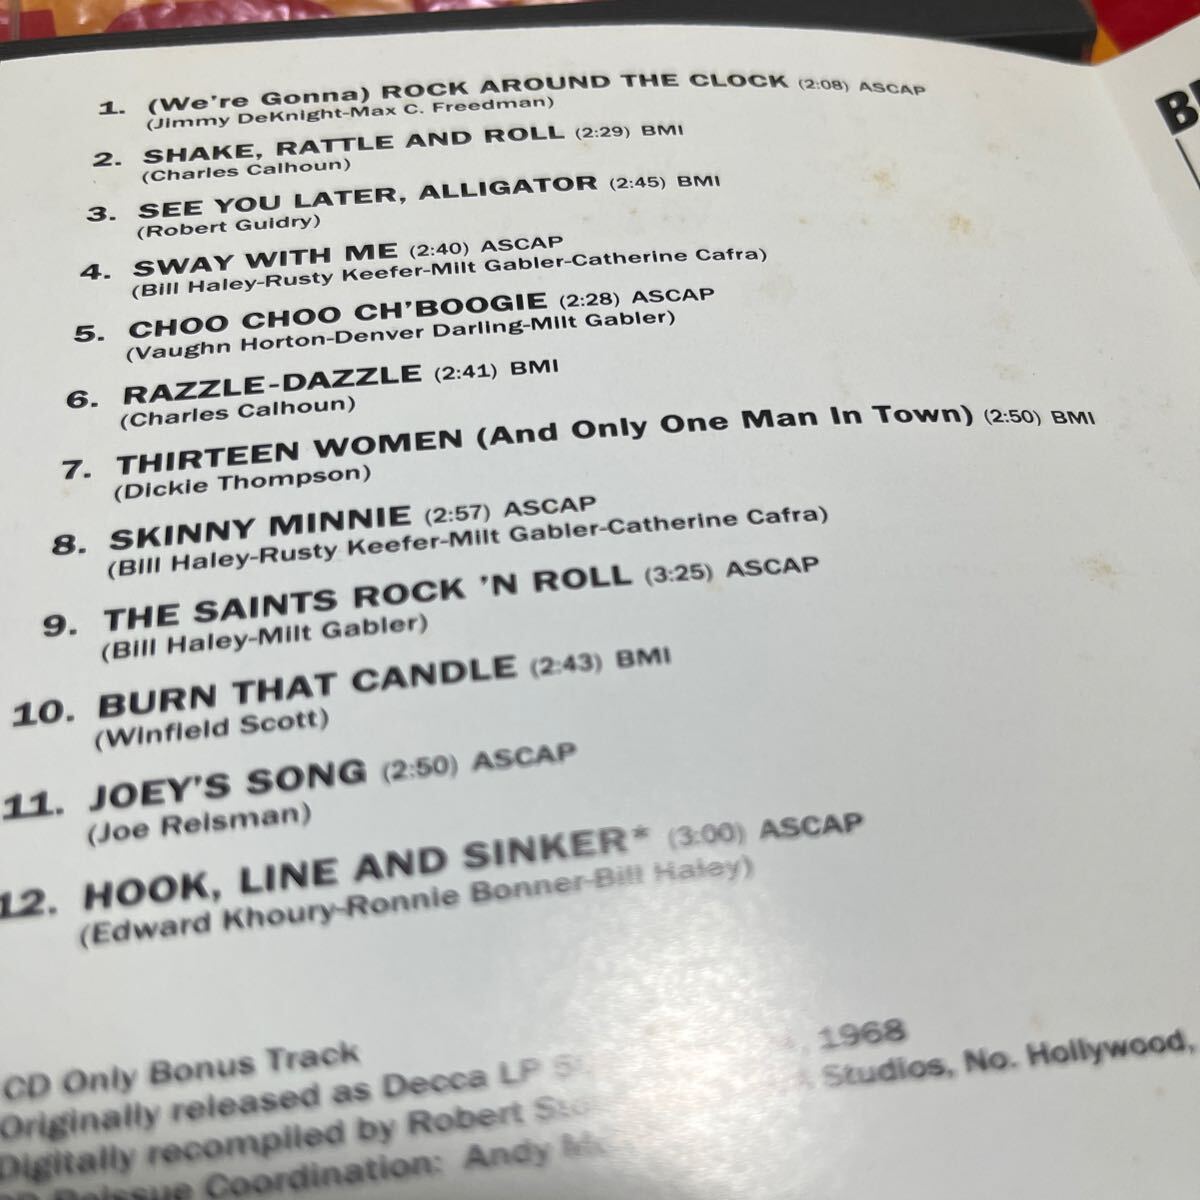 1. (We're Gonna) ROCK AROUND THE CLOCK (2:08) ASCAP
(Jimmy DeKnight-Max C. Freedman)
2. SHAKE, RATTLE AND ROLL (2:29) BMI
(Charles Calhoun)
3. SEE YOU LATER, ALLIGATOR (2:45) BMI
(Robert Guidry)
4. SWAY WITH ME (2:40) ASCAP
(Bill Haley-Rusty Keefer-Milt Gabler-Catherine Cafra)
5. CHOO CHOO CH'BOOGIE (2:28) ASCAP
(Vaughn Horton-Denver Darling-Milt Gabler)
6. RAZZLE-DAZZLE (2:41) BMI
(Charles Calhoun)
7. THIRTEEN WOMEN (And Only One Man In Town) (2:50) BMI
(Dickie Thompson)
8. SKINNY MINNIE (2:57) ASCAP
(Bill Haley-Rusty Keefer-Milt Gabler-Catherine Cafra)
9. THE SAINTS ROCK 'N ROLL (3:25) ASCAP
(Bill Haley-Milt Gabler)
10. BURN THAT CANDLE (2:43) BMI
(Winfield Scott)
11. JOEY'S SONG (2:50) ASCAP
(Joe Reisman)
12. HOOK, LINE AND SINKER* (3:00) ASCAP
(Edward Khoury-Ronnie Bonner-Bill Haley)
CD Only Bonus Track
Originally released as Decca LP 1968
Digitally recompiled by Robert Studios, No. Hollywood,
Reissue Coordination: Andy